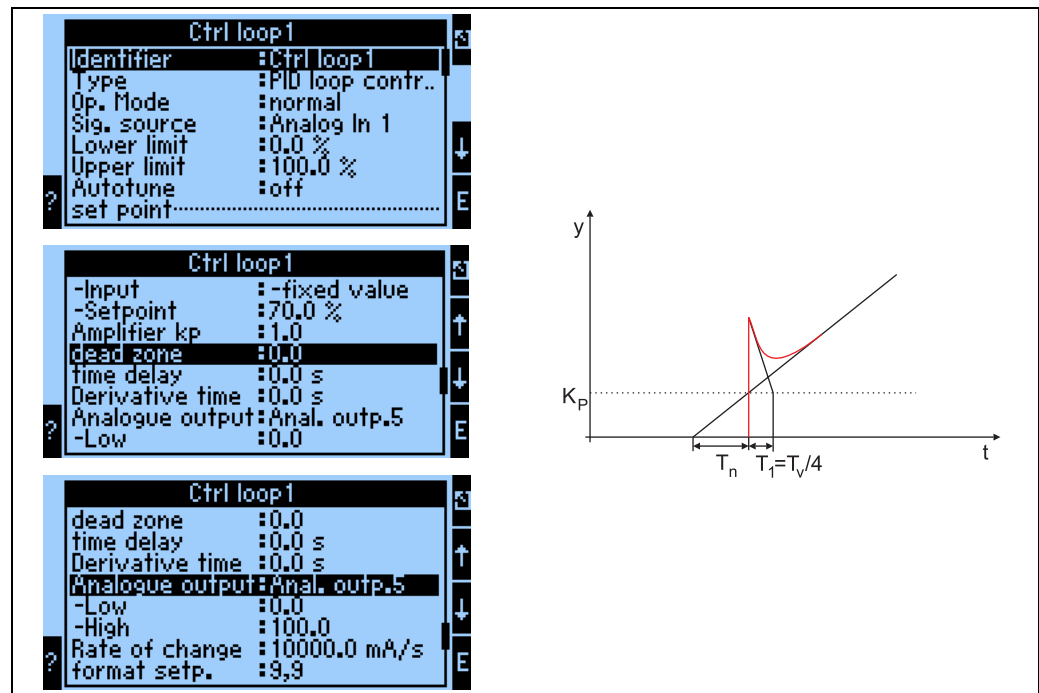 Ctrl loop1
Identifier :Ctrl loop1
Type :PID loop contr..
Op. Mode :normal
Sig. source :Analog In 1
Lower limit :0.0 %
Upper limit :100.0 %
Autotune :off
set point
? E
Ctrl loop1
-Input :-fixed value
-Setpoint :70.0 %
Amplifier kp :1.0
dead zone :0.0
time delay :0.0 s
Derivative time :0.0 s
Analogue output:Anal. outp.5
-Low :0.0
? E
Ctrl loop1
dead zone :0.0
time delay :0.0 s
Derivative time :0.0 s
Analogue output:Anal. outp.5
-Low :0.0
-High :100.0
Rate of change :10000.0 mA/s
format setp. :9,9
? E
y
KP
Tn T1=Tv/4
t